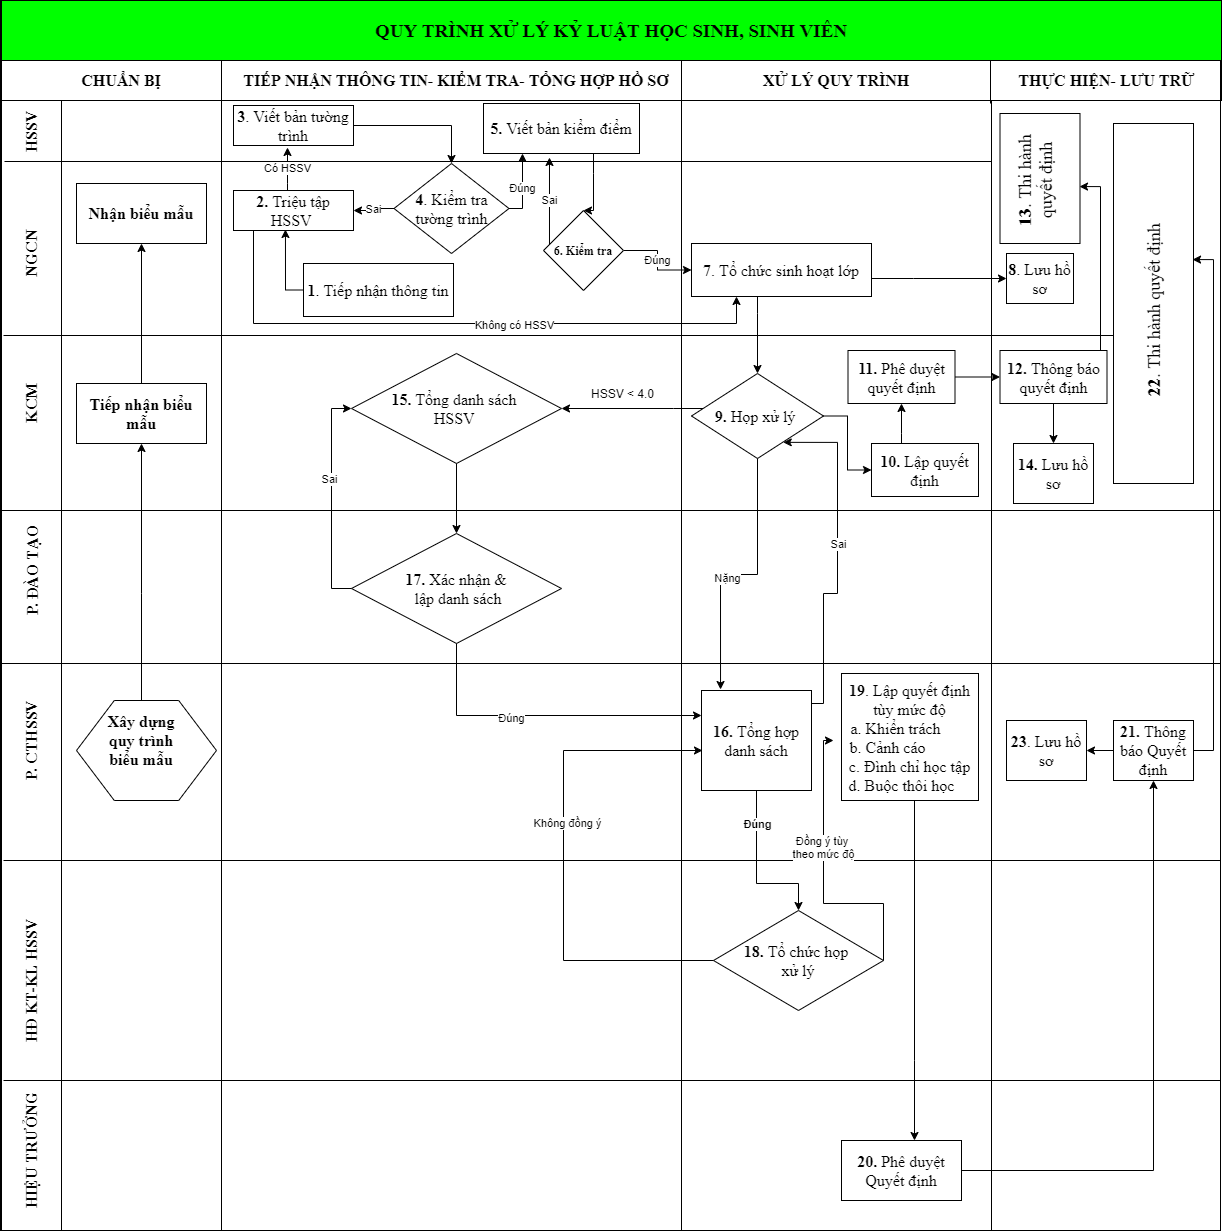 QUY TRÌNH XỬ LÝ KỶ LUẬT HỌC SINH, SINH VIÊN
CHUẨN BỊ
TIẾP NHẬN THÔNG TIN- KIỂM TRA- TỔNG HỢP HỒ SƠ
XỬ LÝ QUY TRÌNH
THỰC HIỆN- LƯU TRỮ
HSSV
3. Viết bản tường
trình
5. Viết bản kiểm điểm
13. Thi hành
quyết định
22. Thi hành quyết định
NGCN
Nhận biểu mẫu
Có HSSV
2. Triệu tập
HSSV
Sai
4. Kiểm tra
tường trình
Đúng
Sai
6. Kiểm tra
Đúng
1. Tiếp nhận thông tin
Không có HSSV
7. Tổ chức sinh hoạt lớp
8. Lưu hồ
sơ
KCM
Tiếp nhận biểu
mẫu
15. Tổng danh sách
HSSV
HSSV < 4.0
9. Họp xử lý
11. Phê duyệt
quyết định
10. Lập quyết
định
12. Thông báo
quyết định
14. Lưu hồ
sơ
Sai
P. ĐÀO TẠO
17. Xác nhận &
lập danh sách
Nặng
Sai
P. CTHSSV
Xây dựng
quy trình
biểu mẫu
Đúng
16. Tổng hợp
danh sách
19. Lập quyết định
tùy mức độ
a. Khiển trách
b. Cảnh cáo
c. Đình chỉ học tập
d. Buộc thôi học
23. Lưu hồ
sơ
21. Thông
báo Quyết
định
Không đồng ý
Đúng
Đồng ý tùy
theo mức độ
HĐ KT-KL HSSV
18. Tổ chức họp
xử lý
HIỆU TRƯỞNG
20. Phê duyệt
Quyết định